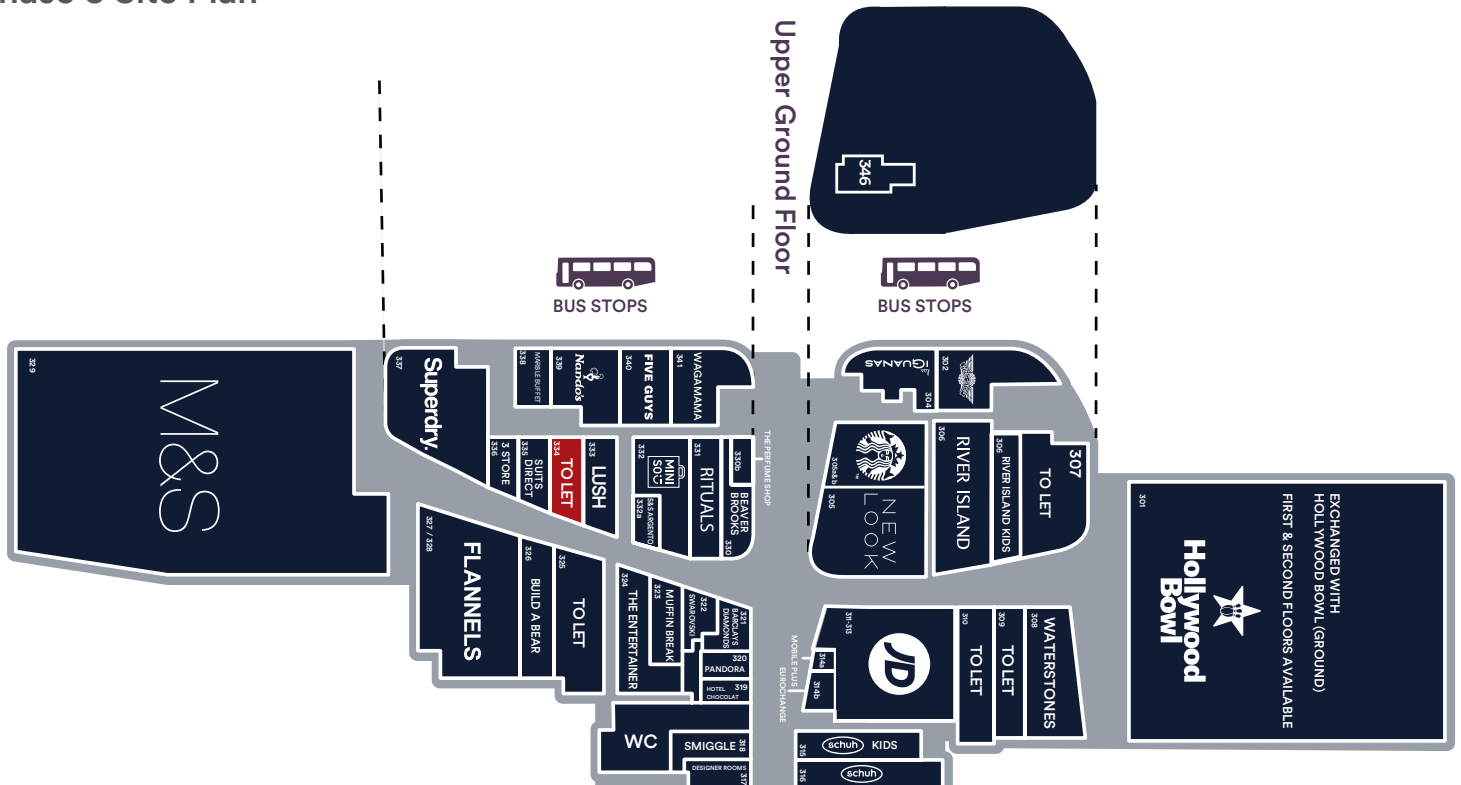 Upper Ground Floor
346
BUS STOPS
BUS STOPS
329
M&S
337
Superdry.
338
MARBLE BUFFET
339
Nando's
340
FIVE GUYS
341
WAGAMAMA
336
3 STORE
335
SUITS
DIRECT
334
TO LET
333
LUSH
332
MINI
SO
332a
S&S ARGENTO
331
RITUALS
330b
BEAVER
BROOKS
330
THE PERFUME SHOP
IGUANAS
304
302
305a&b
305
NEW
LOOK
306
RIVER ISLAND
306
RIVER ISLAND KIDS
TO LET
307
301
EXCHANGED WITH
HOLLYWOOD BOWL (GROUND)
FIRST & SECOND FLOORS AVAILABLE
Hollywood
Bowl
327 / 328
FLANNELS
326
BUILD A BEAR
325
TO LET
324
THE ENTERTAINER
323
MUFFIN BREAK
322
SWAROVSKI
321
BARCLAYS
DIAMONDS
320
PANDORA
319
HOTEL
CHOCOLAT
WC
SMIGGLE 318
DESIGNER ROOMS
317
MOBILE PLUS
EUROCHANGE
311-313
JD
314a
314b
310
TO LET
309
TO LET
308
WATERSTONES
315
schuh KIDS
316
schuh